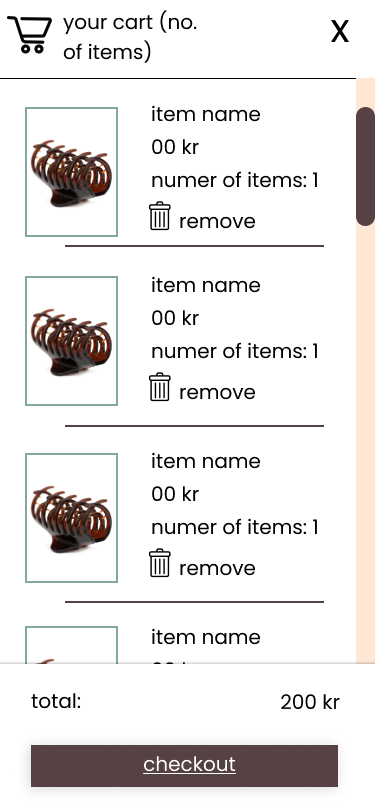 your cart (no.
of items)
X
item name
00 kr
numer of items: 1
remove
item name
00 kr
numer of items: 1
remove
item name
00 kr
numer of items: 1
remove
item name
total:
200 kr
checkout